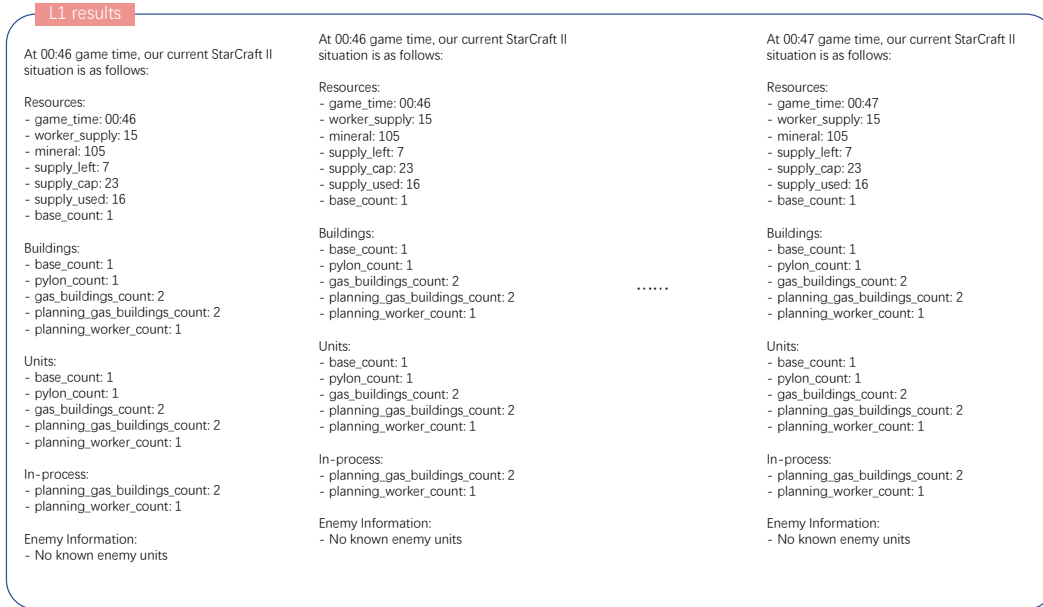 L1 results
At 00:46 game time, our current StarCraft II
situation is as follows:
Resources:
- game_time: 00:46
- worker_supply: 15
- mineral: 105
- supply_left: 7
- supply_cap: 23
- supply_used: 16
- base_count: 1
Buildings:
- base_count: 1
- pylon_count: 1
- gas_buildings_count: 2
- planning_gas_buildings_count: 2
- planning_worker_count: 1
Units:
- base_count: 1
- pylon_count: 1
- gas_buildings_count: 2
- planning_gas_buildings_count: 2
- planning_worker_count: 1
In-process:
- planning_gas_buildings_count: 2
- planning_worker_count: 1
Enemy Information:
- No known enemy units
At 00:46 game time, our current StarCraft II
situation is as follows:
Resources:
- game_time: 00:46
- worker_supply: 15
- mineral: 105
- supply_left: 7
- supply_cap: 23
- supply_used: 16
- base_count: 1
Buildings:
- base_count: 1
- pylon_count: 1
- gas_buildings_count: 2
- planning_gas_buildings_count: 2
- planning_worker_count: 1
Units:
- base_count: 1
- pylon_count: 1
- gas_buildings_count: 2
- planning_gas_buildings_count: 2
- planning_worker_count: 1
In-process:
- planning_gas_buildings_count: 2
- planning_worker_count: 1
Enemy Information:
- No known enemy units
......
At 00:47 game time, our current StarCraft II
situation is as follows:
Resources:
- game_time: 00:47
- worker_supply: 15
- mineral: 105
- supply_left: 7
- supply_cap: 23
- supply_used: 16
- base_count: 1
Buildings:
- base_count: 1
- pylon_count: 1
- gas_buildings_count: 2
- planning_gas_buildings_count: 2
- planning_worker_count: 1
Units:
- base_count: 1
- pylon_count: 1
- gas_buildings_count: 2
- planning_gas_buildings_count: 2
- planning_worker_count: 1
In-process:
- planning_gas_buildings_count: 2
- planning_worker_count: 1
Enemy Information:
- No known enemy units